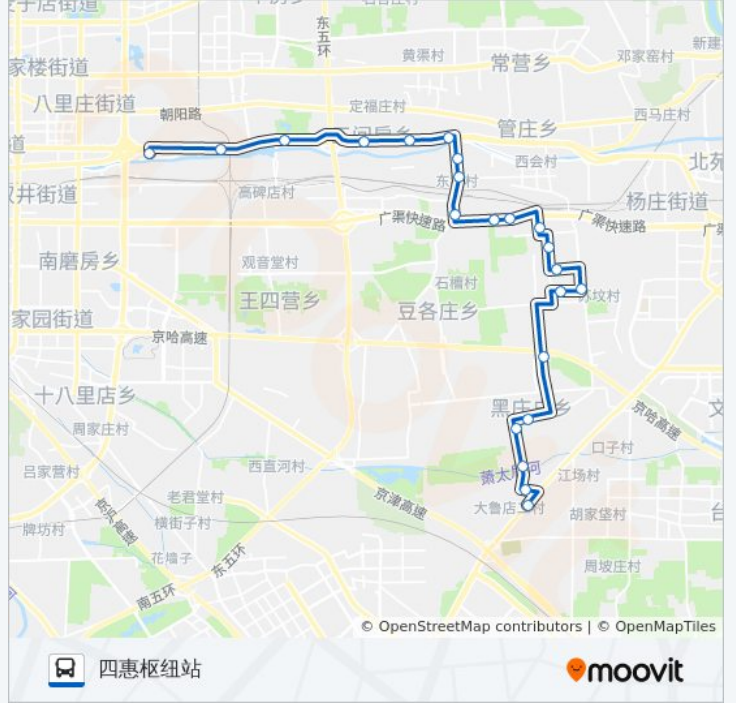 东五环
黄渠村
常营乡
邓家窑村
新建
家楼街道
八里庄街道
朝阳路
定福庄村
西马庄村
管庄乡
道
西会村
北苑
井街道
高碑店村
杨庄街道
广渠快速路
广渠快速路
南磨房乡
观音堂村
石槽村
王四营乡
豆各庄乡
坟村
家园街道
京哈高速
十八里店乡
黑庄户乡
京哈高速
文
周家庄村
口子村
吕家营村
西直河村
萧太后河
江场村
老君堂村
京津高速
大鲁店三村
胡家垡村
台
牌坊村
横街子村
花墙子
东五环
周坡庄村
南五环
© OpenStreetMap contributors | © OpenMapTiles
四惠枢纽站
moovit